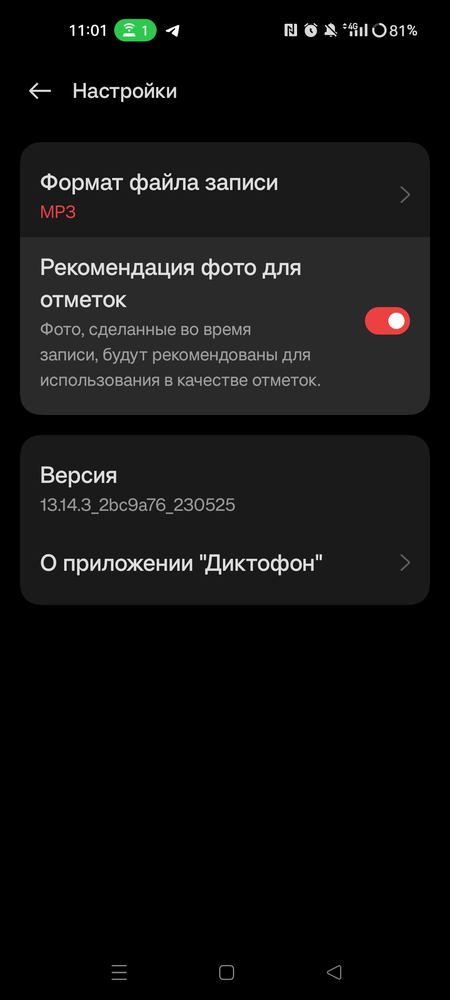 11:01 1 4G 81%
Настройки
Формат файла записи
MP3
Рекомендация фото для
отметок
Фото, сделанные во время
записи, будут рекомендованы для
использования в качестве отметок.
Версия
13.14.3_2bc9a76_230525
О приложении "Диктофон"